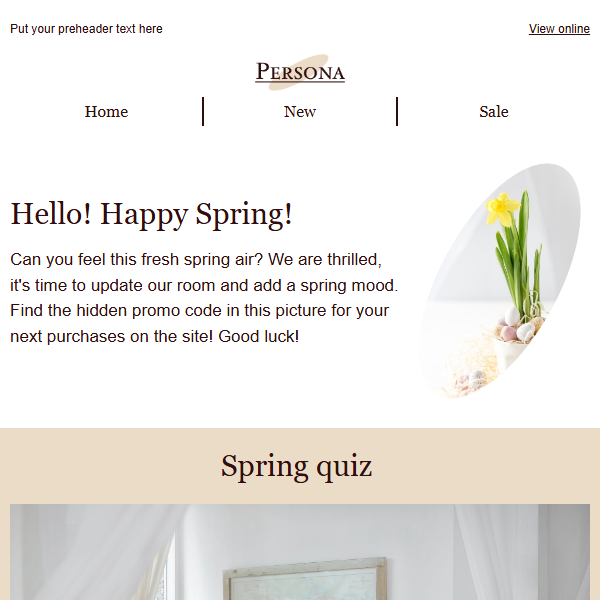 Put your preheader text here
View online
PERSONA
Home
New
Sale
Hello! Happy Spring!
Can you feel this fresh spring air? We are thrilled,
it's time to update our room and add a spring mood.
Find the hidden promo code in this picture for your
next purchases on the site! Good luck!
Spring quiz